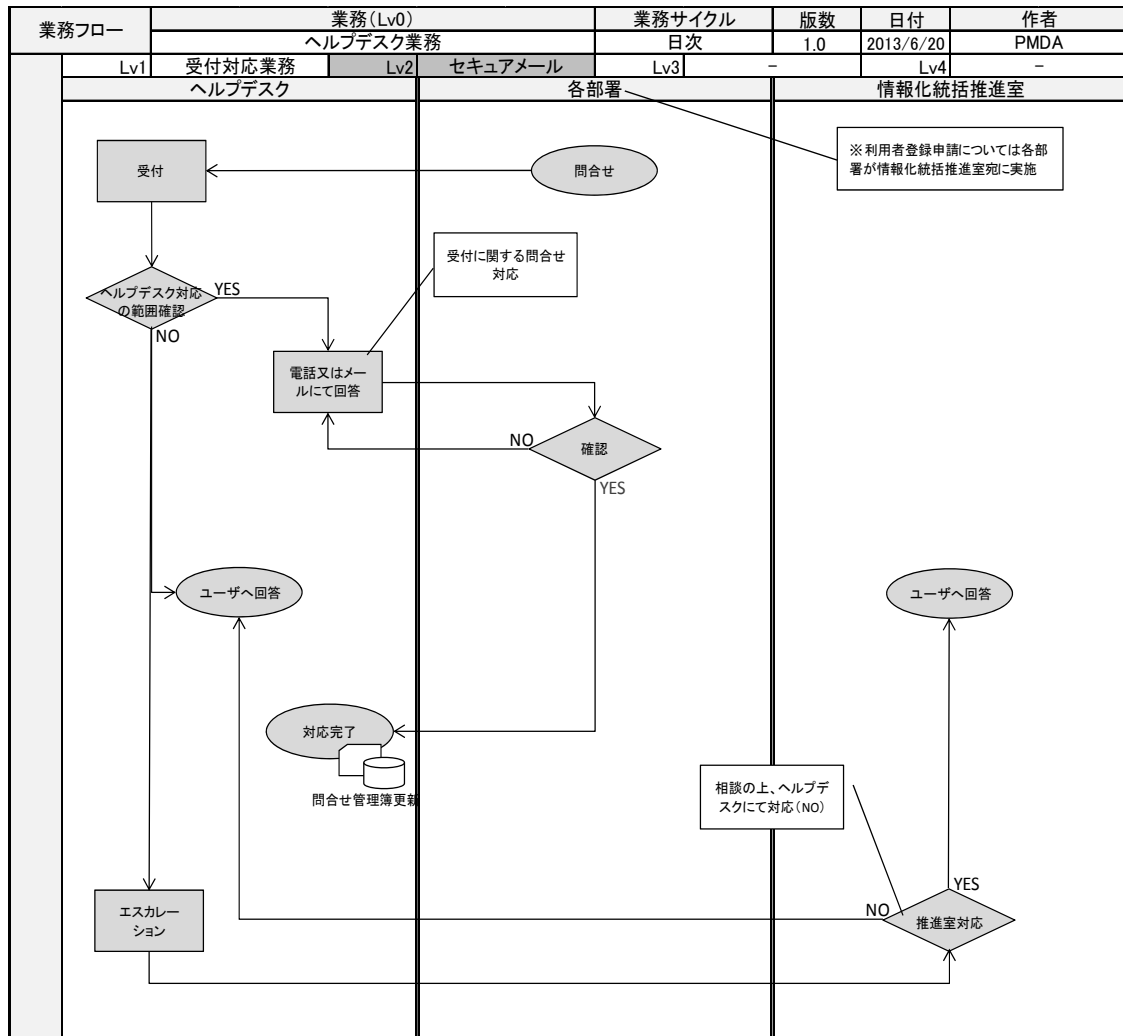 業務フロー
業務(Lv0)
業務サイクル
版数
日付
作者
ヘルプデスク業務
日次
1.0
2013/6/20
PMDA
Lv1
受付対応業務
Lv2
セキュアメール
Lv3
-
Lv4
-
ヘルプデスク
各部署
情報化統括推進室
※利用者登録申請については各部
署が情報化統括推進室宛に実施
受付
問合せ
受付に関する問合せ
対応
ヘルプデスク対応
の範囲確認
YES
NO
電話又はメー
ルにて回答
NO
確認
YES
ユーザへ回答
ユーザへ回答
対応完了
問合せ管理簿更新
相談の上、ヘルプデ
スクにて対応(NO)
エスカレー
ション
YES
NO
推進室対応